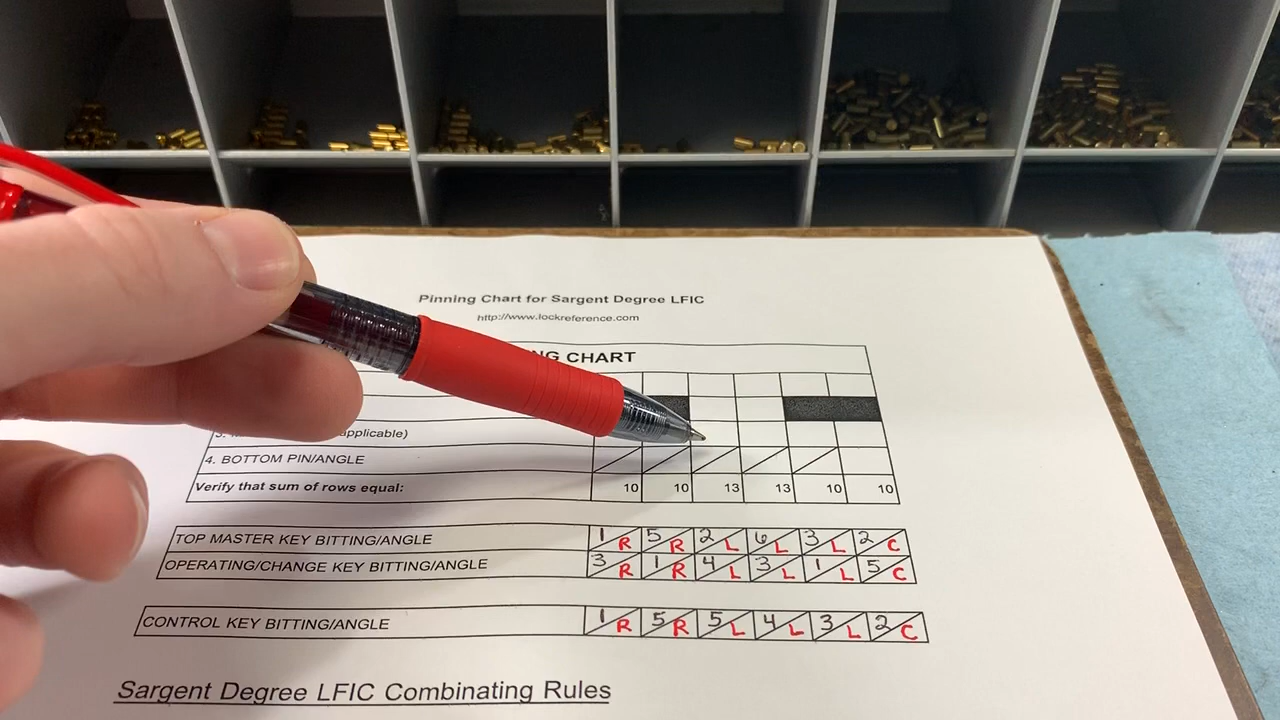 Pinning Chart for Sargent Degree LFIC
http://www.lockreference.com
CHART
applicable)
4. BOTTOM PIN/ANGLE
Verify that sum of rows equal: 10 10 13 13 10 10
TOP MASTER KEY BITTING/ANGLE 1/R 5/R 2/L 6/L 3/L 2/C
OPERATING/CHANGE KEY BITTING/ANGLE 3/R 1/R 4/L 3/L 1/L 5/C
CONTROL KEY BITTING/ANGLE 1/R 5/R 5/L 4/L 3/L 2/C
Sargent Degree LFIC Combinating Rules